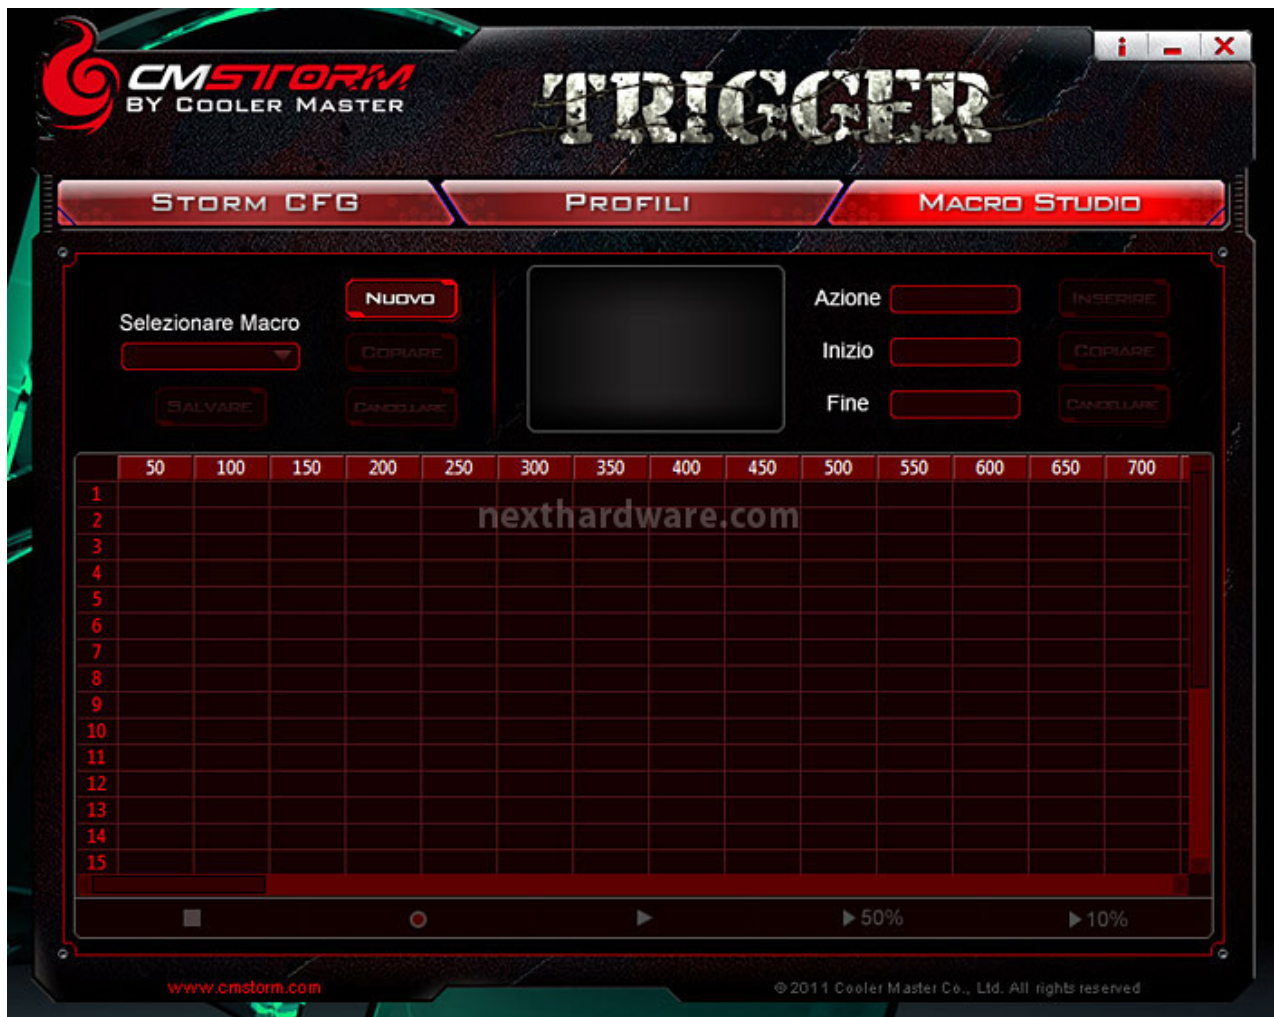 CMSTORM
BY COOLER MASTER
TRIGGER
STORM CFG
PROFILI
MACRO STUDIO
Selezionare Macro
NUOVO
COPIARE
SALVARE
CANCELLARE
Azione
INSERIRE
Inizio
COPIARE
Fine
CANCELLARE
50 100 150 200 250 300 350 400 450 500 550 600 650 700
1
2
nexthardware.com
3
4
5
6
7
8
9
10
11
12
13
14
15
50%
10%
www.cmstorm.com
©2011 Cooler Master Co., Ltd. All rights reserved